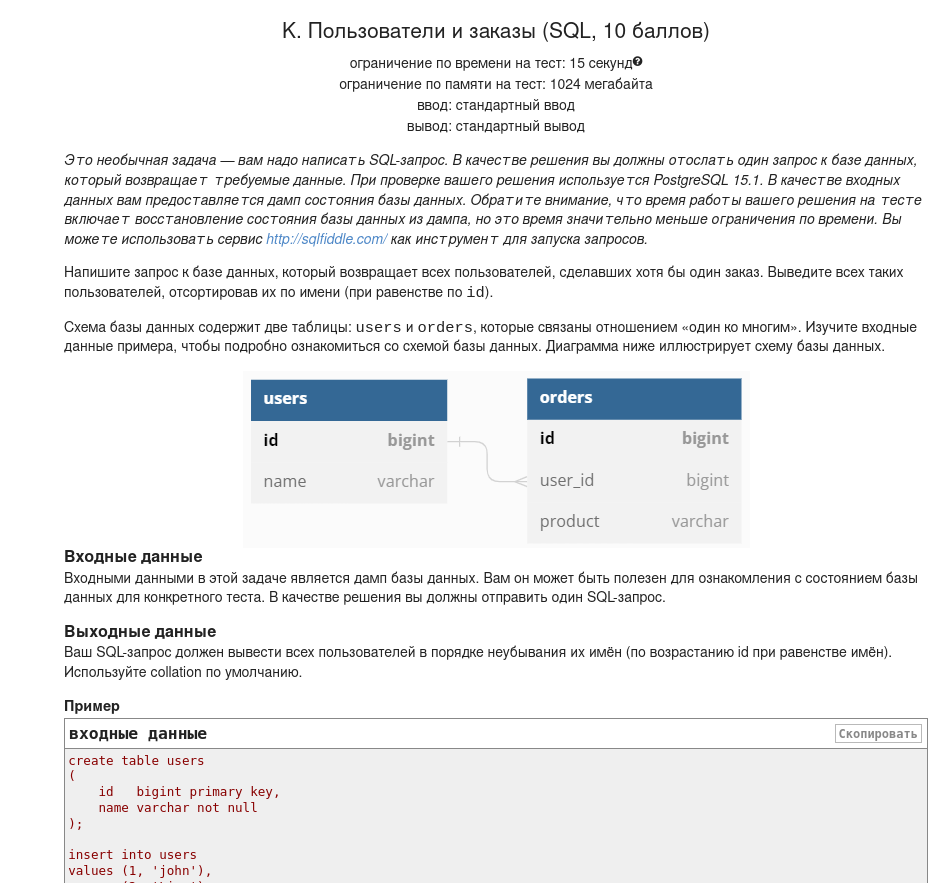 K. Пользователи и заказы (SQL, 10 баллов)
ограничение по времени на тест: 15 секунд
ограничение по памяти на тест: 1024 мегабайта
ввод: стандартный ввод
вывод: стандартный вывод
Это необычная задача — вам надо написать SQL-запрос. В качестве решения вы должны отослать один запрос к базе данных,
который возвращает требуемые данные. При проверке вашего решения используется PostgreSQL 15.1. В качестве входных
данных вам предоставляется дамп состояния базы данных. Обратите внимание, что время работы вашего решения на тесте
включает восстановление состояния базы данных из дампа, но это время значительно меньше ограничения по времени. Вы
можете использовать сервис http://sqlfiddle.com/ как инструмент для запуска запросов.
Напишите запрос к базе данных, который возвращает всех пользователей, сделавших хотя бы один заказ. Выведите всех таких
пользователей, отсортировав их по имени (при равенстве по id).
Схема базы данных содержит две таблицы: users и orders, которые связаны отношением «один ко многим». Изучите входные
данные примера, чтобы подробно ознакомиться со схемой базы данных. Диаграмма ниже иллюстрирует схему базы данных.
users
id bigint
name varchar
orders
id bigint
user_id bigint
product varchar
Входные данные
Входными данными в этой задаче является дамп базы данных. Вам он может быть полезен для ознакомления с состоянием базы
данных для конкретного теста. В качестве решения вы должны отправить один SQL-запрос.
Выходные данные
Ваш SQL-запрос должен вывести всех пользователей в порядке неубывания их имён (по возрастанию id при равенстве имён).
Используйте collation по умолчанию.
Пример
входные данные
Скопировать
create table users
(
id bigint primary key,
name varchar not null
);
insert into users
values (1, 'john'),